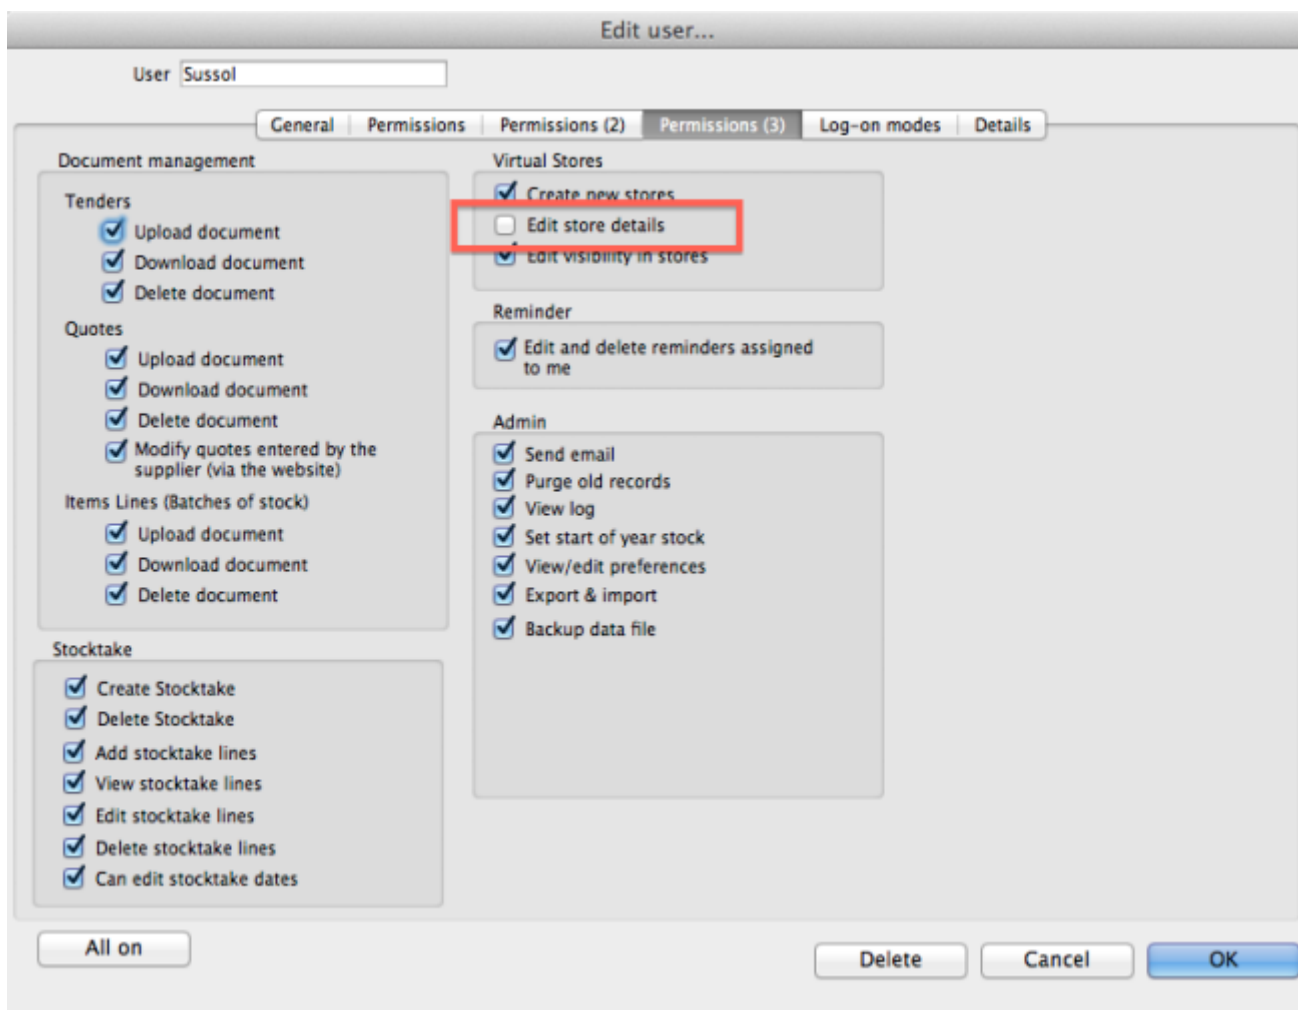 Edit user...
User Sussol
General Permissions Permissions (2) Permissions (3) Log-on modes Details
Document management
Tenders
Upload document
Download document
Delete document
Quotes
Upload document
Download document
Delete document
Modify quotes entered by the
supplier (via the website)
Items Lines (Batches of stock)
Upload document
Download document
Delete document
Stocktake
Create Stocktake
Delete Stocktake
Add stocktake lines
View stocktake lines
Edit stocktake lines
Delete stocktake lines
Can edit stocktake dates
Virtual Stores
Create new stores
Edit store details
Edit visibility in stores
Reminder
Edit and delete reminders assigned
to me
Admin
Send email
Purge old records
View log
Set start of year stock
View/edit preferences
Export & import
Backup data file
All on
Delete Cancel OK